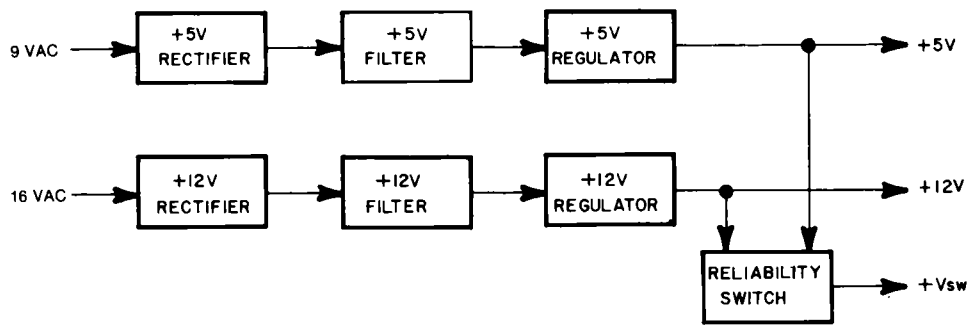 9 VAC
+5V
RECTIFIER
+5V
FILTER
+5V
REGULATOR
+5V
16 VAC
+12V
RECTIFIER
+12V
FILTER
+12V
REGULATOR
+12V
RELIABILITY
SWITCH
+Vsw